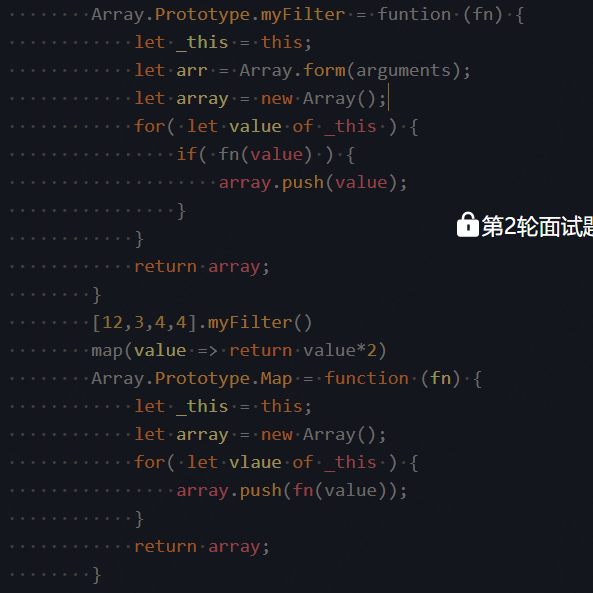 Array.Prototype.myFilter = funtion (fn) {
let _this = this;
let arr = Array.form(arguments);
let array = new Array();
for( let value of _this ) {
if( fn(value) ) {
array.push(value);
}
第2轮面试题
}
return array;
}
[12,3,4,4].myFilter()
map(value => return value*2)
Array.Prototype.Map = function (fn) {
let _this = this;
let array = new Array();
for( let vlaue of _this ) {
array.push(fn(value));
}
return array;
}